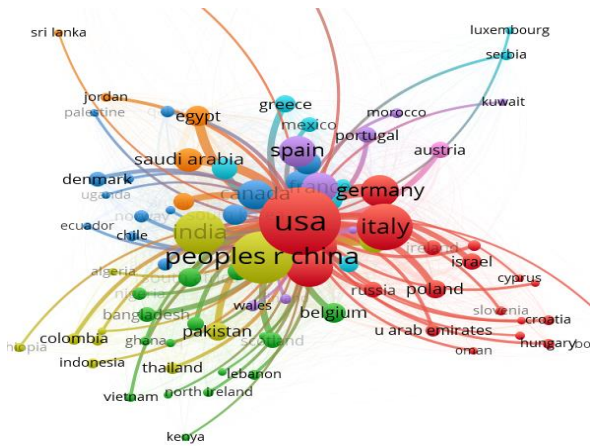 luxembourg
sri lanka
serbia
jordan
kuwait
palestine
egypt
greece
morocco
mexico
portugal
spain
austria
saudi arabia
denmark
uganda
canada
germany
usa
italy
ecuador
chile
peoples r china
ireland
israel
algeria
cyprus
russia
poland
wales
slovenia
bangladesh
belgium
croatia
pakistan
u arab emirates
colombia
ghana
scotland
hungary
oman
indonesia
thailand
lebanon
vietnam
north ireland
kenya